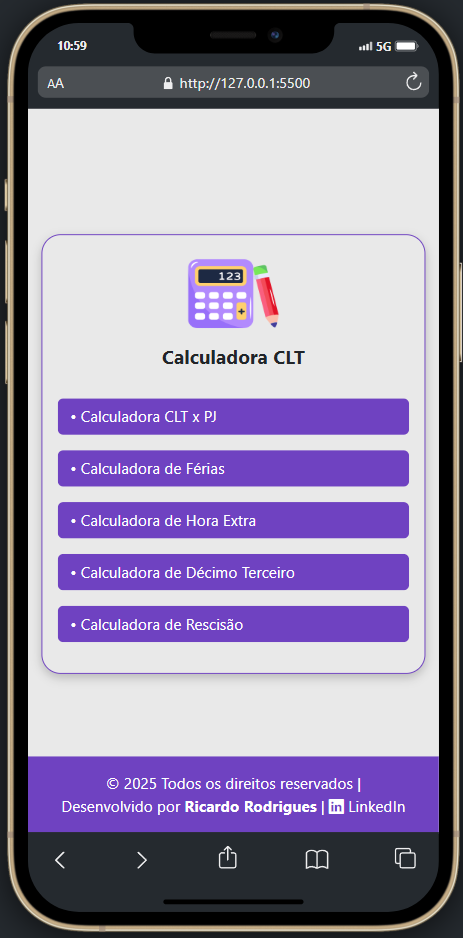 10:59
5G
AA
http://127.0.0.1:5500
123
Calculadora CLT
• Calculadora CLT x PJ
• Calculadora de Férias
• Calculadora de Hora Extra
• Calculadora de Décimo Terceiro
• Calculadora de Rescisão
© 2025 Todos os direitos reservados |
Desenvolvido por Ricardo Rodrigues | in LinkedIn